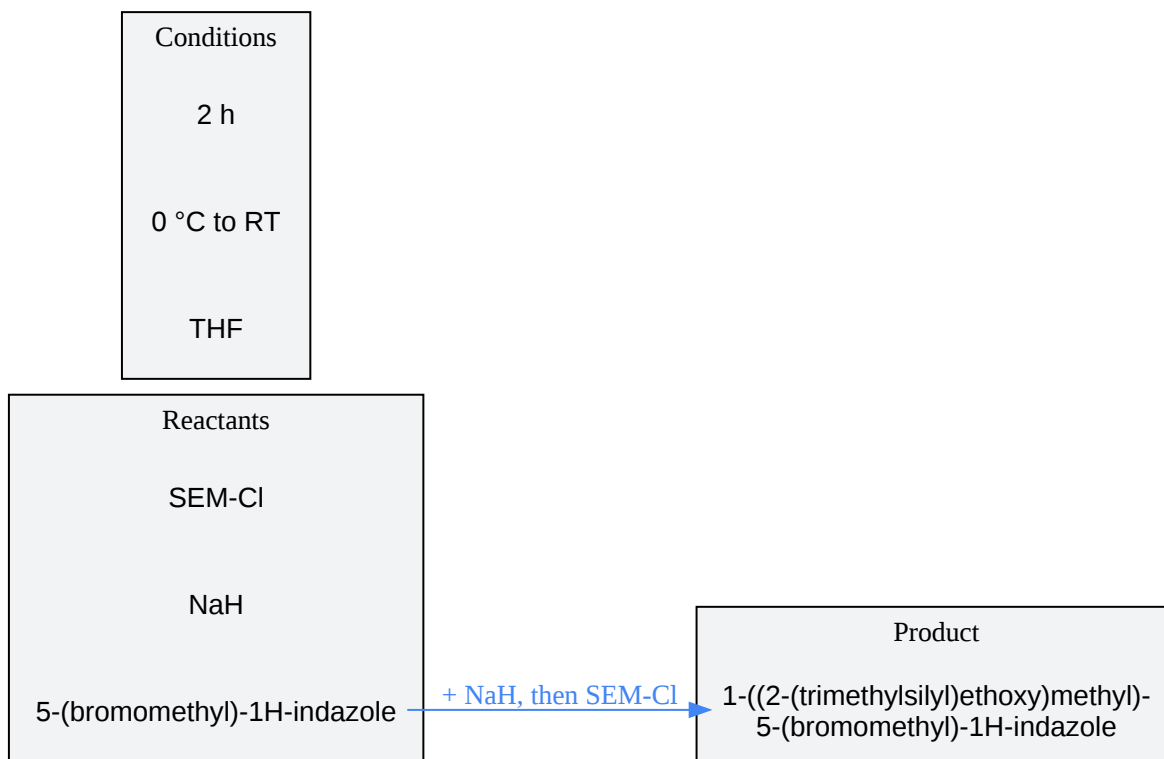 Conditions
2 h
0 °C to RT
THF
Reactants
SEM-Cl
NaH
5-(bromomethyl)-1H-indazole
+ NaH, then SEM-Cl
Product
1-((2-(trimethylsilyl)ethoxy)methyl)-
5-(bromomethyl)-1H-indazole